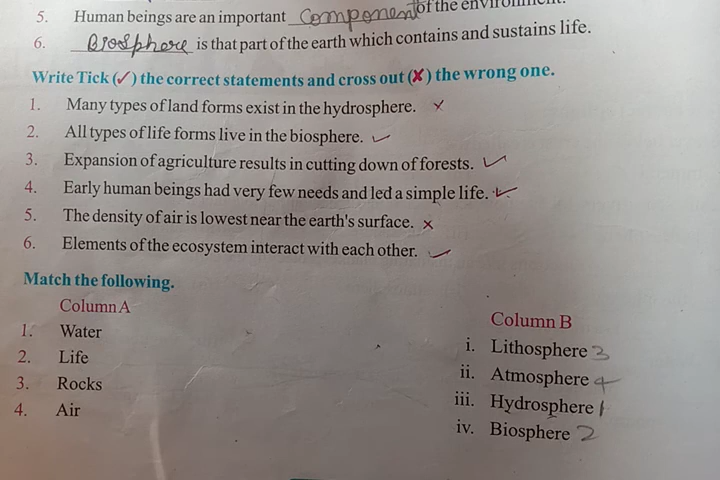 5. Human beings are an important component of the environment.
6. Biosphere is that part of the earth which contains and sustains life.
Write Tick (✓) the correct statements and cross out (✗) the wrong one.
1. Many types of land forms exist in the hydrosphere. ✗
2. All types of life forms live in the biosphere. ✓
3. Expansion of agriculture results in cutting down of forests. ✓
4. Early human beings had very few needs and led a simple life. ✓
5. The density of air is lowest near the earth's surface. ✗
6. Elements of the ecosystem interact with each other. ✓
Match the following.
Column A
1. Water
2. Life
3. Rocks
4. Air
Column B
i. Lithosphere 3
ii. Atmosphere 4
iii. Hydrosphere 1
iv. Biosphere 2